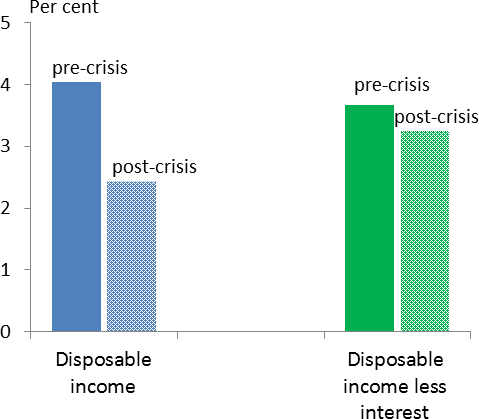 Per cent
5
4
3
2
1
0
pre-crisis
post-crisis
pre-crisis
post-crisis
Disposable
income
Disposable
income less
interest